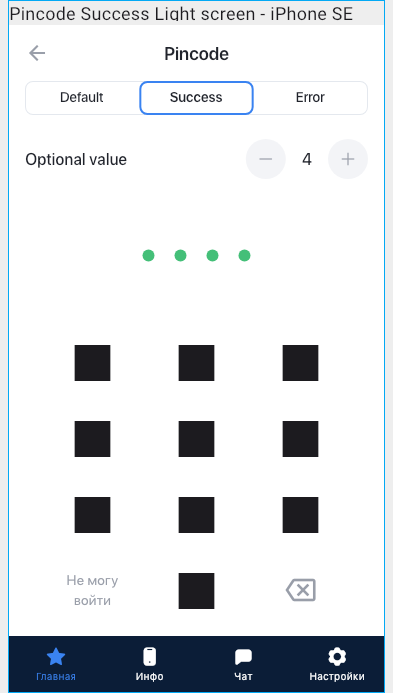 Pincode Success Light screen - iPhone SE
Pincode
Default Success Error
Optional value 4
Не могу
войти
Главная Инфо Чат Настройки